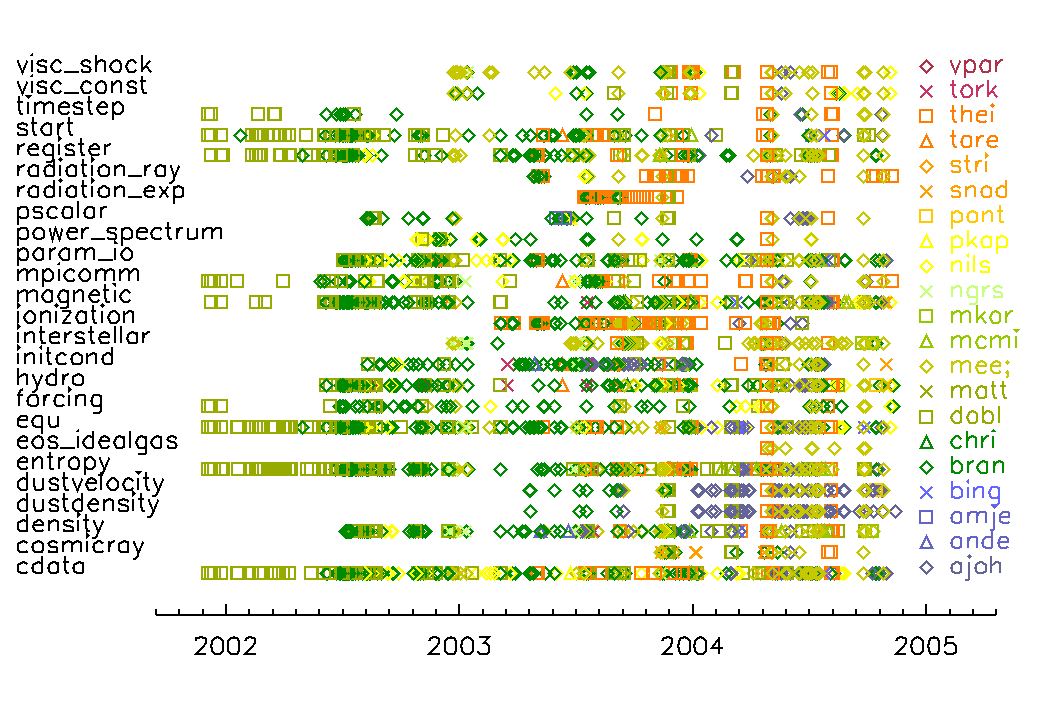 visc_shock
visc_const
timestep
start
register
radiation_ray
radiation_exp
pscalar
power_spectrum
param_io
mpicomm
magnetic
ionization
interstellar
initcond
hydro
forcing
equ
eos_idealgas
entropy
dustvelocity
dustdensity
density
cosmicray
cdata
vpar
tork
thei
tare
stri
snod
pont
pkap
nils
ngrs
mkor
mcmi
mee;
matt
dobl
chri
bran
bing
amje
ande
ajoh
2002 2003 2004 2005